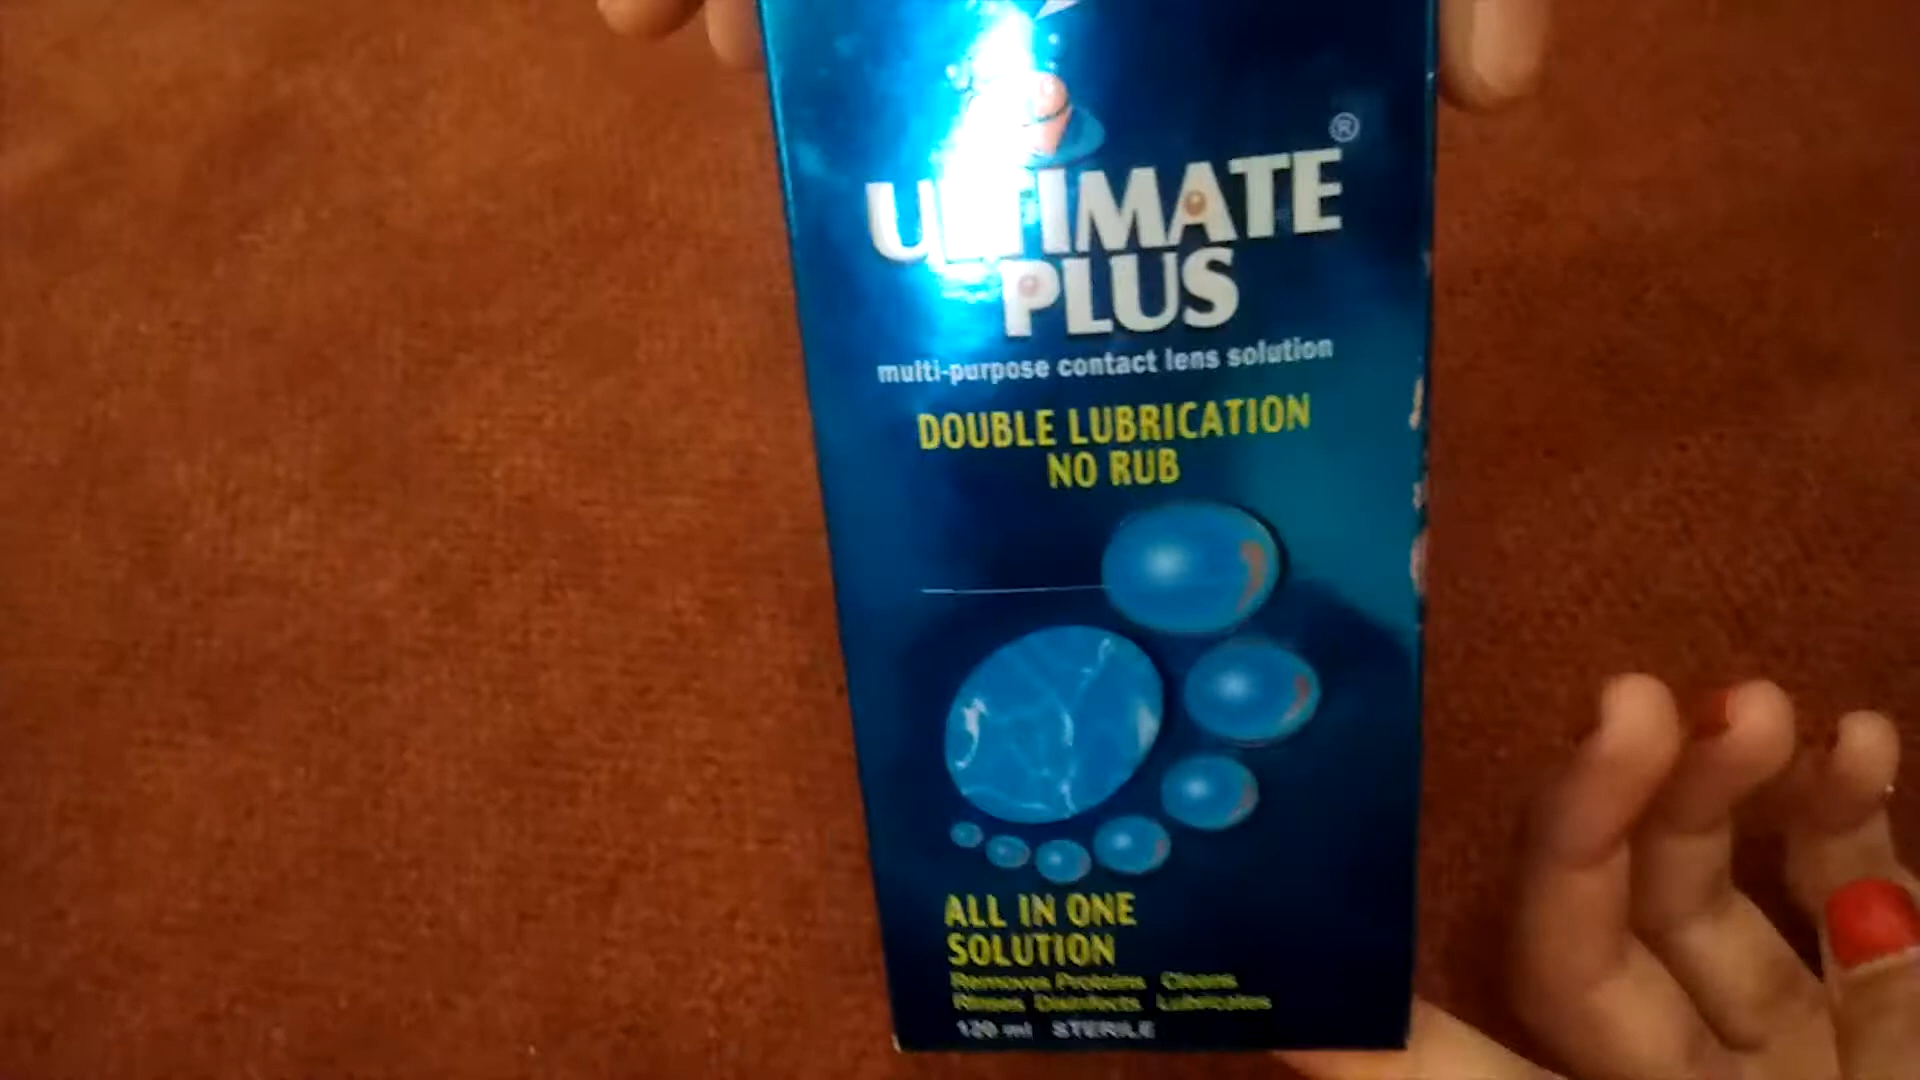 ULTIMATE®
PLUS
multi-purpose contact lens solution
DOUBLE LUBRICATION
NO RUB
ALL IN ONE
SOLUTION
Removes Proteins Cleans
Rinses Disinfects Lubricates
120 ml STERILE